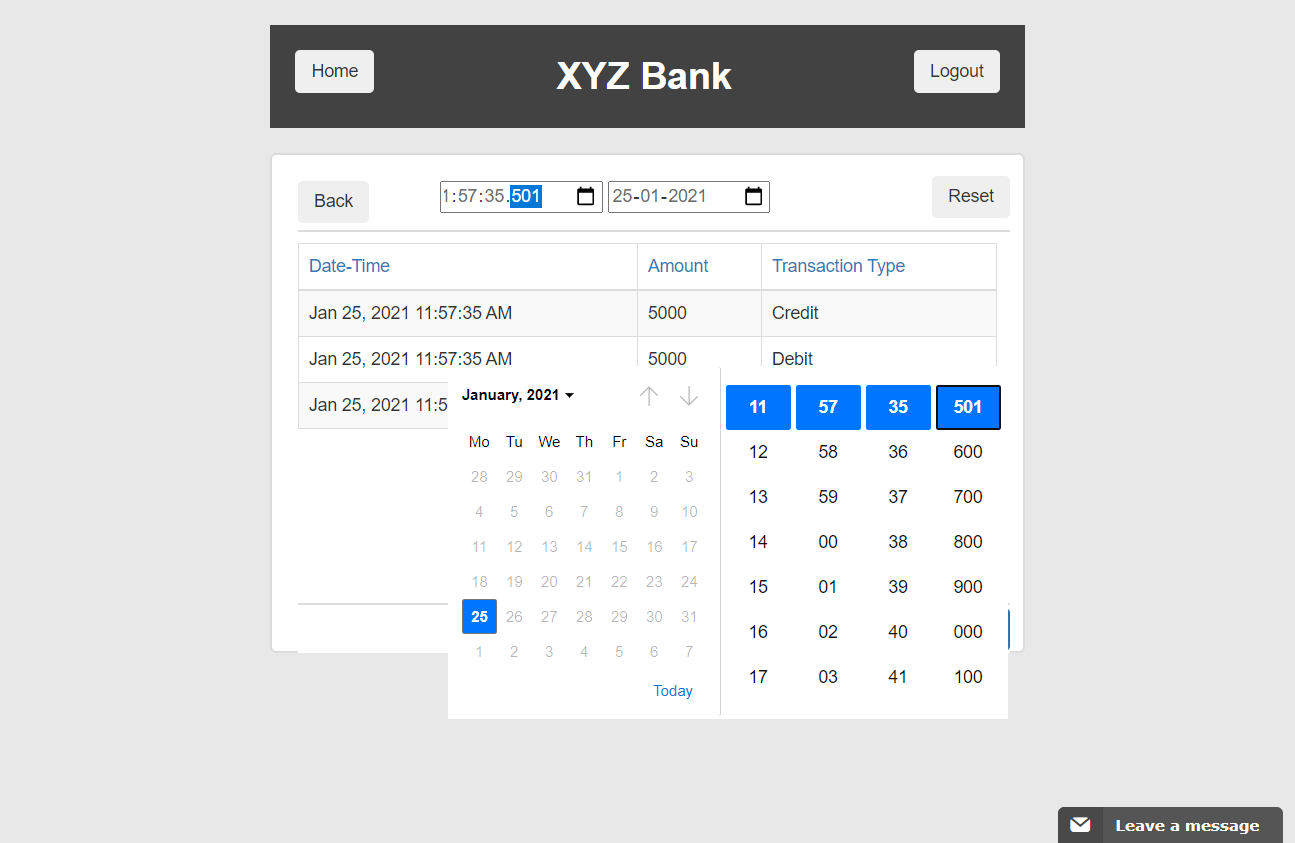 Home XYZ Bank Logout
Back 1:57:35.501 25-01-2021 Reset
Date-Time Amount Transaction Type
Jan 25, 2021 11:57:35 AM 5000 Credit
Jan 25, 2021 11:57:35 AM 5000 Debit
Jan 25, 2021 11:5
January, 2021
Mo Tu We Th Fr Sa Su
28 29 30 31 1 2 3
4 5 6 7 8 9 10
11 12 13 14 15 16 17
18 19 20 21 22 23 24
25 26 27 28 29 30 31
1 2 3 4 5 6 7
Today
11 57 35 501
12 58 36 600
13 59 37 700
14 00 38 800
15 01 39 900
16 02 40 000
17 03 41 100
Leave a message